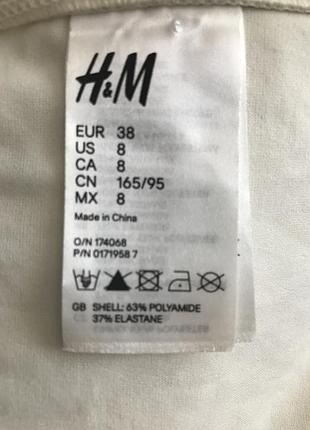 H&M
EUR 38
US 8
CA 8
CN 165/95
MX 8
Made in China
O/N 174068
P/N 0171958 7
GB SHELL: 63% POLYAMIDE
37% ELASTANE